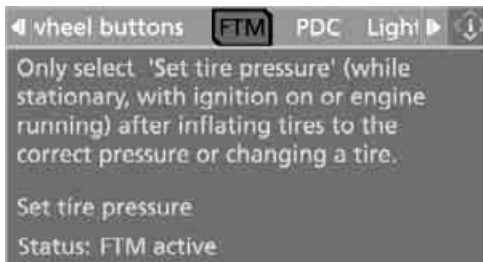 vheel buttons FTM PDC Light
Only select 'Set tire pressure' (while
stationary, with ignition on or engine
running) after inflating tires to the
correct pressure or changing a tire.
Set tire pressure
Status: FTM active